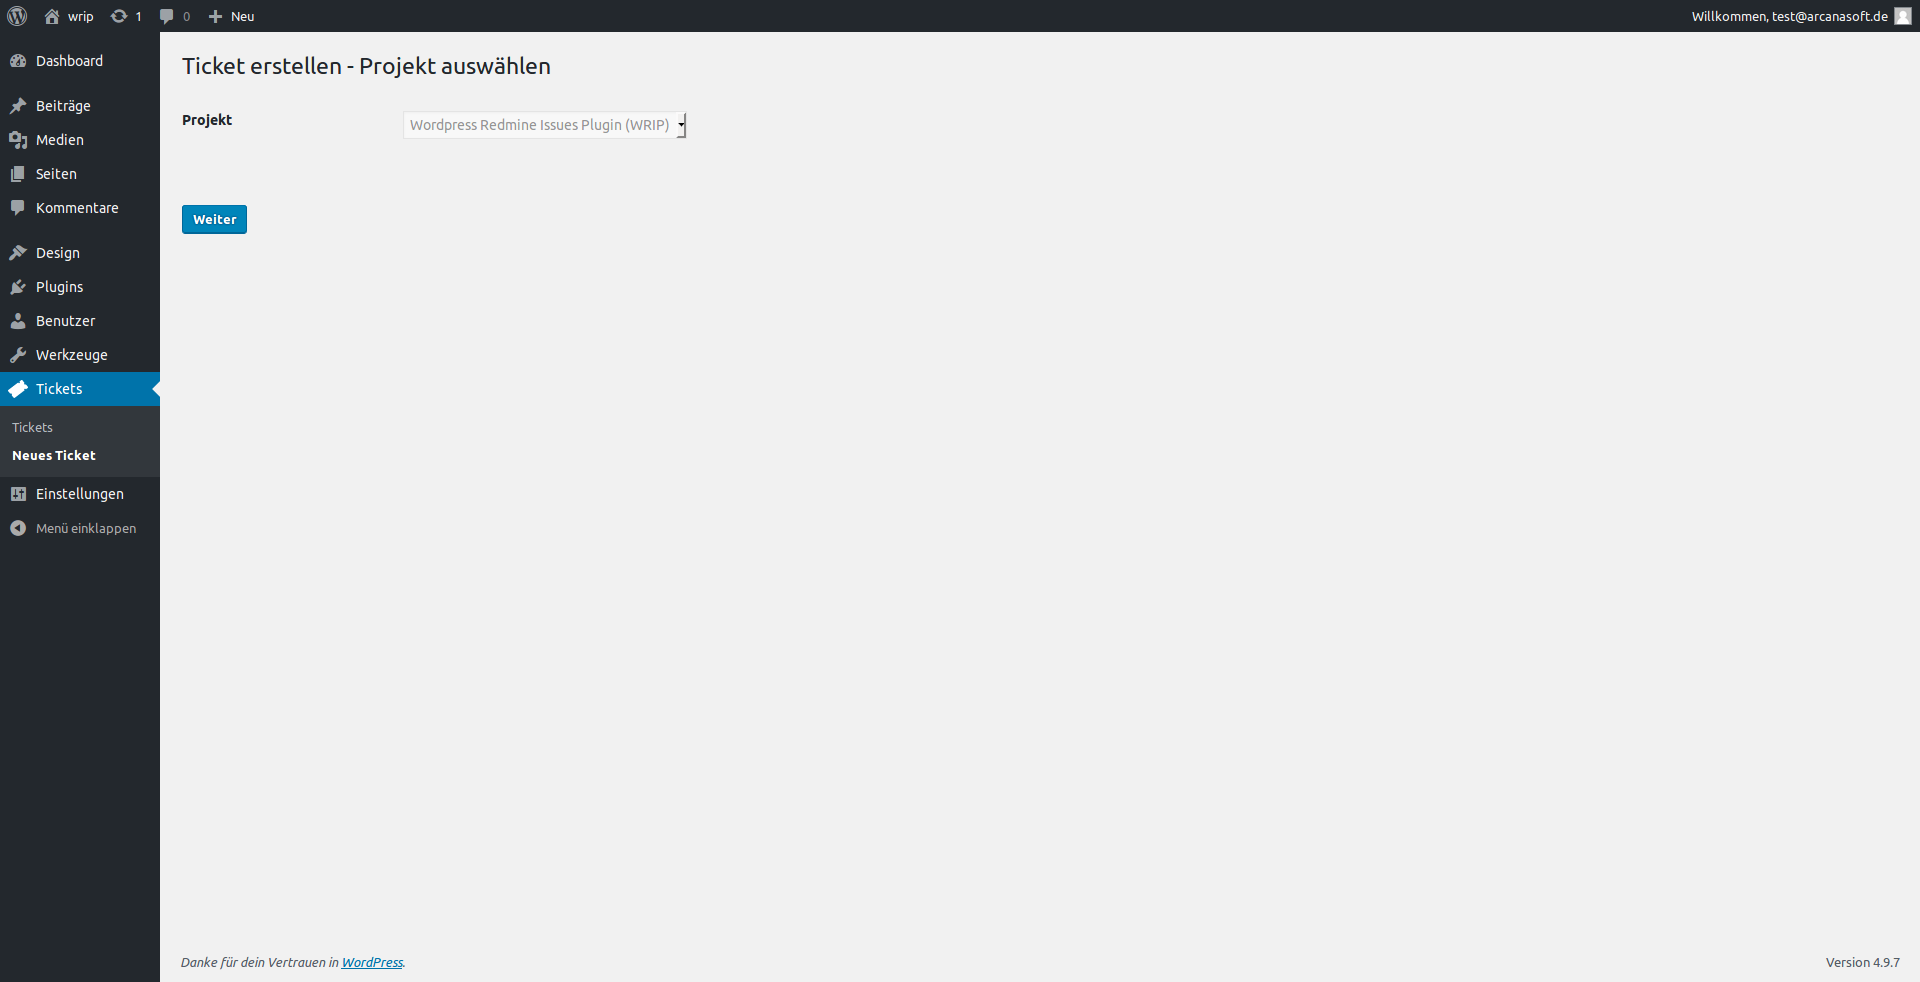 wrip 1 0 Neu Willkommen, test@arcanasoft.de
Dashboard
Beiträge
Medien
Seiten
Kommentare
Design
Plugins
Benutzer
Werkzeuge
Tickets
Tickets
Neues Ticket
Einstellungen
Menü einklappen
Ticket erstellen - Projekt auswählen
Projekt Wordpress Redmine Issues Plugin (WRIP)
Weiter
Danke für dein Vertrauen in WordPress. Version 4.9.7